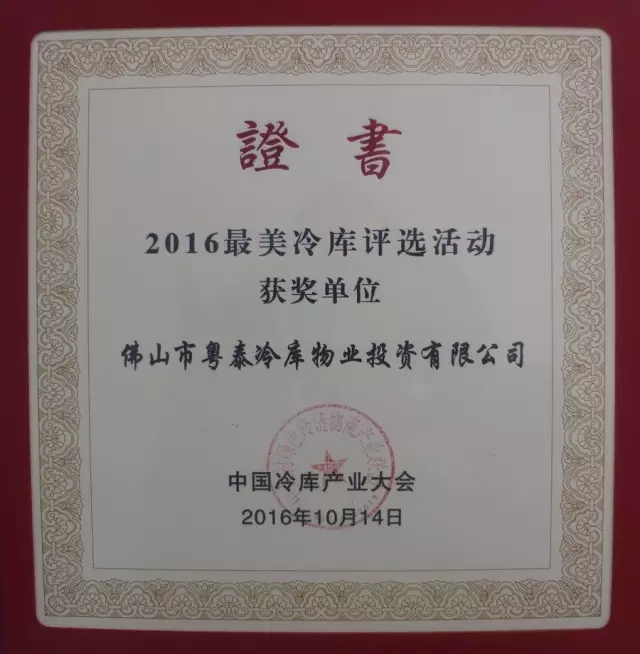 證書
2016最美冷库评选活动
获奖单位
佛山市粤泰冷库物业投资有限公司
中国冷库产业大会
2016年10月14日